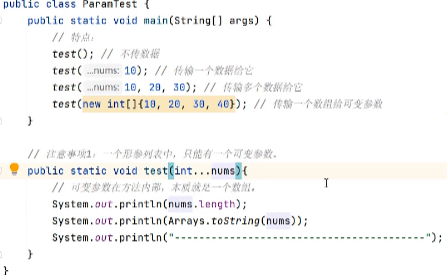 public class ParamTest {
public static void main(String[] args) {
// 特点：
test(); // 不传数据
test( ...nums: 10); // 传输一个数据给它
test( ...nums: 10, 20, 30); // 传输多个数据给它
test(new int[]{10, 20, 30, 40}); // 传输一个数组给可变参数
}
// 注意事项1：一个形参列表中，只能有一个可变参数。
public static void test(int...nums){
// 可变参数在方法内部，本质就是一个数组。
System.out.println(nums.length);
System.out.println(Arrays.toString(nums));
System.out.println("---------------------------------------");
}
}